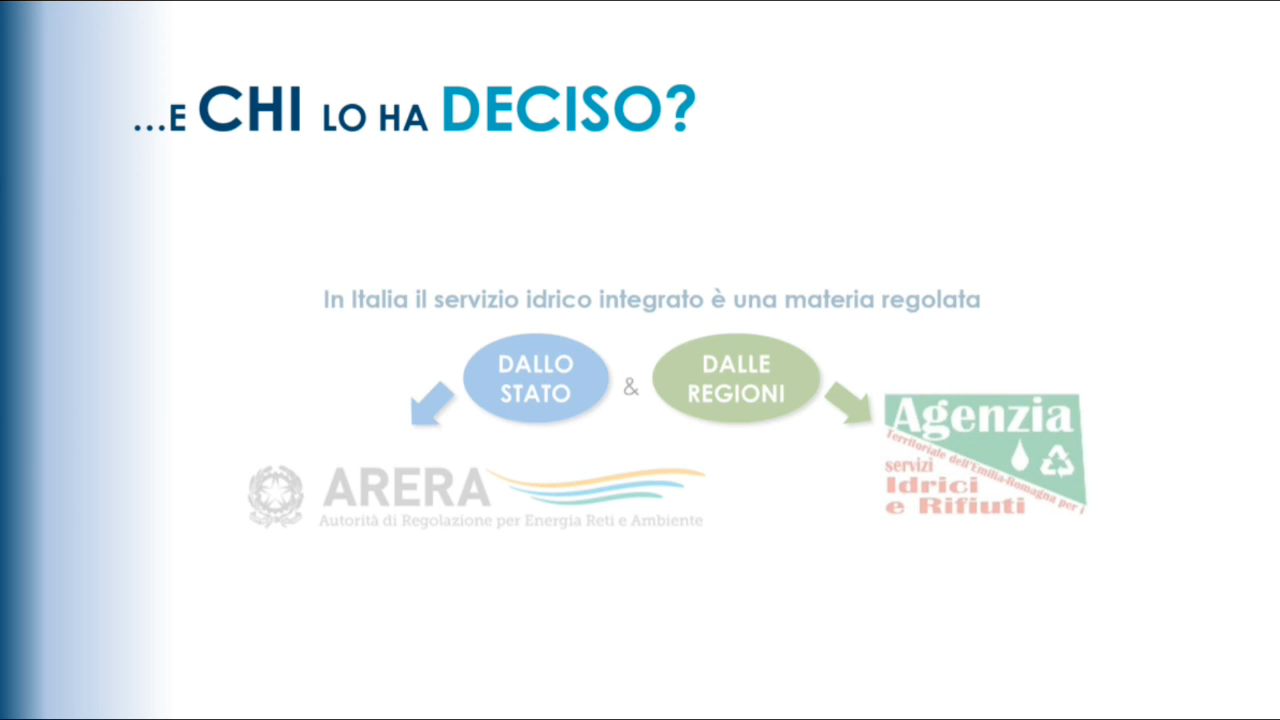 ...E CHI LO HA DECISO?
In Italia il servizio idrico integrato è una materia regolata
DALLO
STATO
&
DALLE
REGIONI
ARERA
Autorità di Regolazione per Energia Reti e Ambiente
Agenzia
Territoriale dell'Emilia-Romagna per i
servizi
Idrici
e Rifiuti